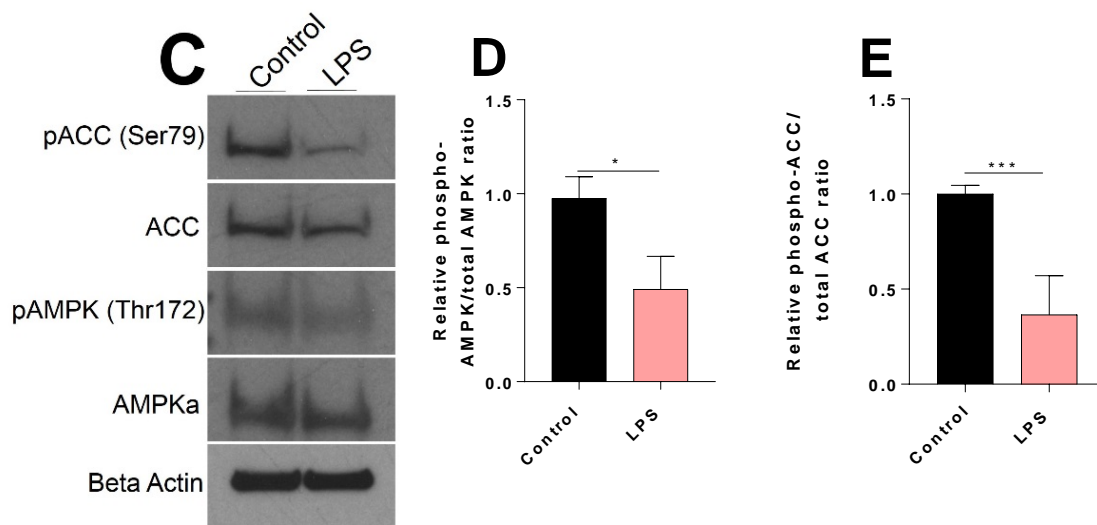 C
Control
LPS
pACC (Ser79)
ACC
pAMPK (Thr172)
AMPKa
Beta Actin
D
Relative phospho-
AMPK/total AMPK ratio
1.5
1.0
0.5
0.0
*
Control
LPS
E
Relative phospho-ACC/
total ACC ratio
1.5
1.0
0.5
0.0
***
Control
LPS